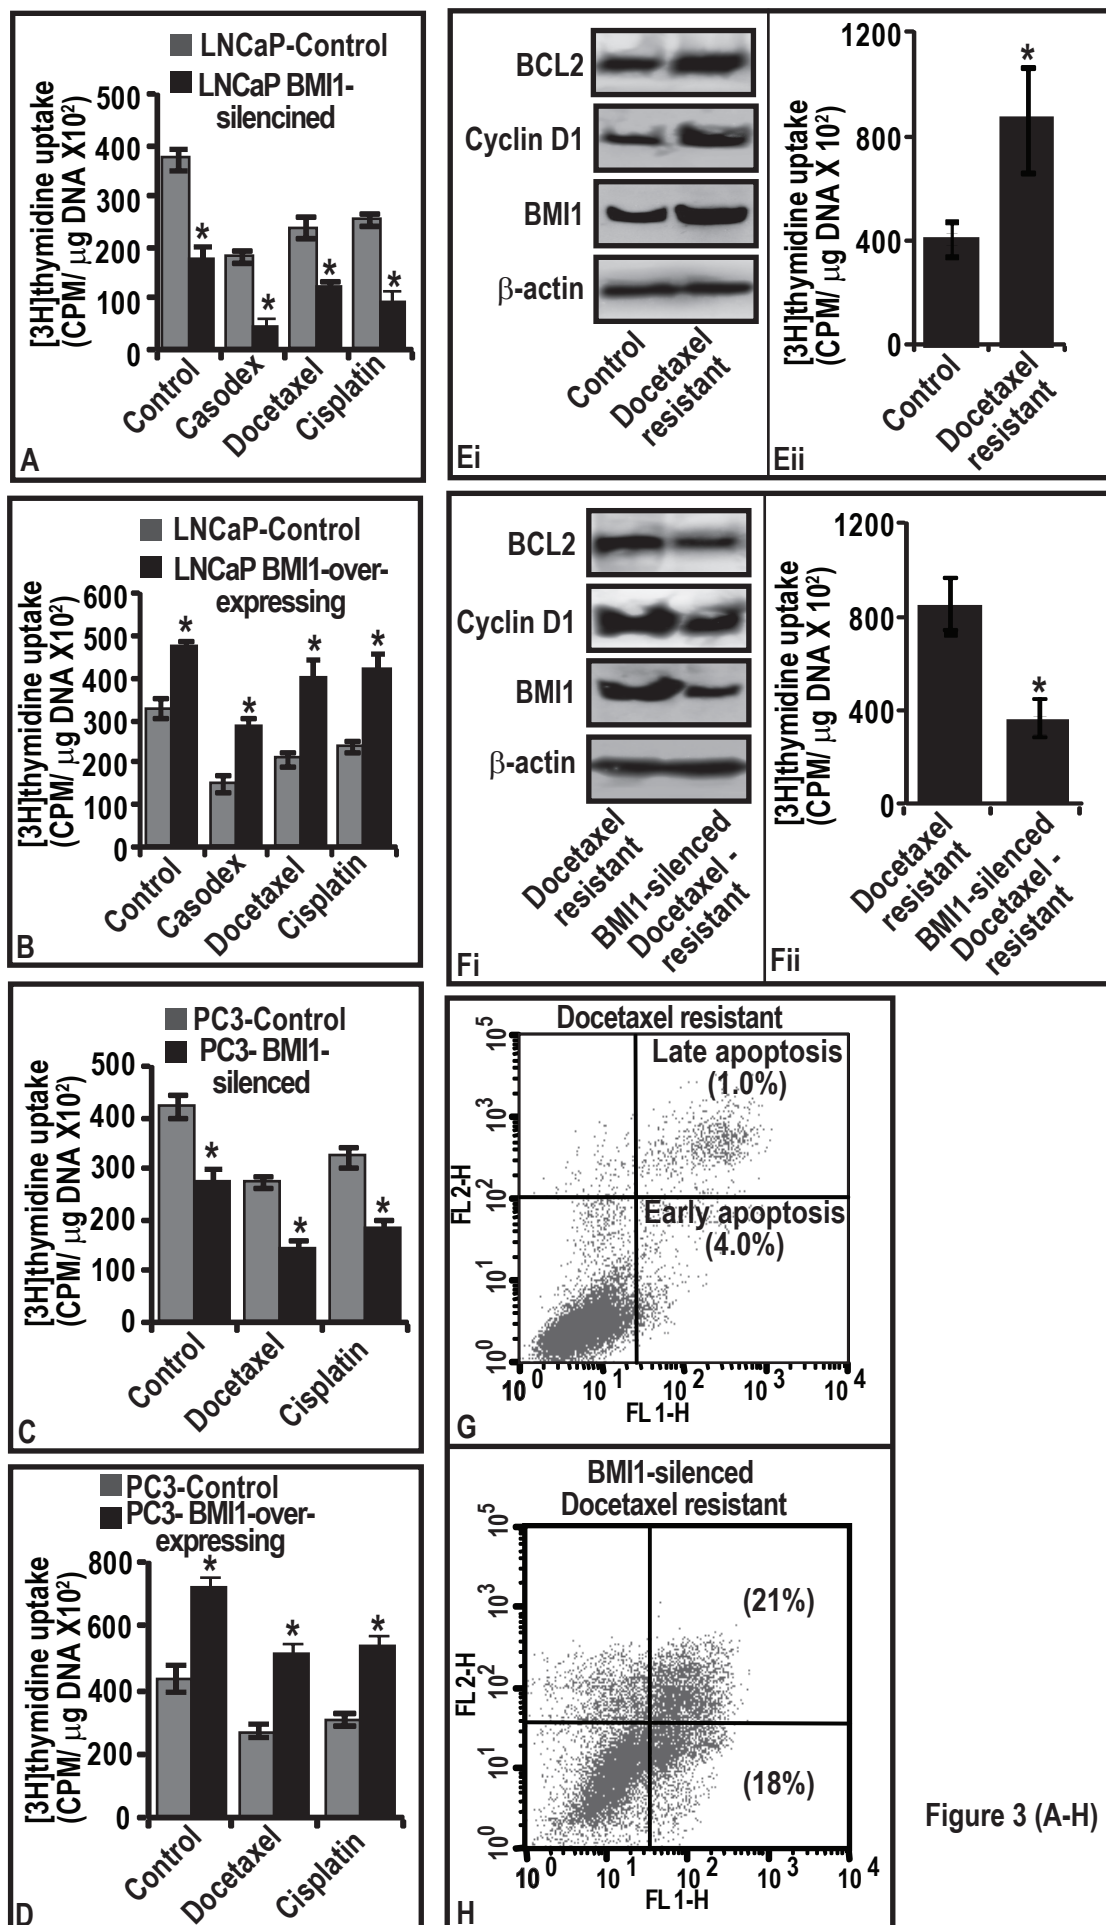 LNCaP-Control
LNCaP BMI1-
silencined
[3H]thymidine uptake
(CPM/ µg DNA X10²)
500
400
300
200
100
0
*
*
*
*
Control
Casodex
Docetaxel
Cisplatin
A
LNCaP-Control
LNCaP BMI1-over-
expressing
[3H]thymidine uptake
(CPM/ µg DNA X10²)
600
500
400
300
200
100
0
*
*
*
*
Control
Casodex
Docetaxel
Cisplatin
B
PC3-Control
PC3- BMI1-
silenced
[3H]thymidine uptake
(CPM/ µg DNA X10²)
500
400
300
200
100
0
*
*
*
Control
Docetaxel
Cisplatin
C
PC3-Control
PC3- BMI1-over-
expressing
[3H]thymidine uptake
(CPM/ µg DNA X10²)
800
600
400
200
0
*
*
*
Control
Docetaxel
Cisplatin
D
BCL2
Cyclin D1
BMI1
β-actin
Control
Docetaxel
resistant
Ei
[3H]thymidine uptake
(CPM/ µg DNA X 10²)
1200
800
400
0
*
Control
Docetaxel
resistant
Eii
BCL2
Cyclin D1
BMI1
β-actin
Docetaxel
resistant
BMI1-silenced
Docetaxel -
resistant
Fi
[3H]thymidine uptake
(CPM/ µg DNA X 10²)
1200
800
400
0
*
Docetaxel
resistant
BMI1-silenced
Docetaxel -
resistant
Fii
Docetaxel resistant
Late apoptosis
(1.0%)
Early apoptosis
(4.0%)
FL2-H
10⁵
10³
10²
10¹
10⁰
10⁰ 10¹ 10² 10³ 10⁴
FL1-H
G
BMI1-silenced
Docetaxel resistant
(21%)
(18%)
FL2-H
10⁵
10³
10²
10¹
10⁰
10⁰ 10¹ 10² 10³ 10⁴
FL1-H
H
Figure 3 (A-H)